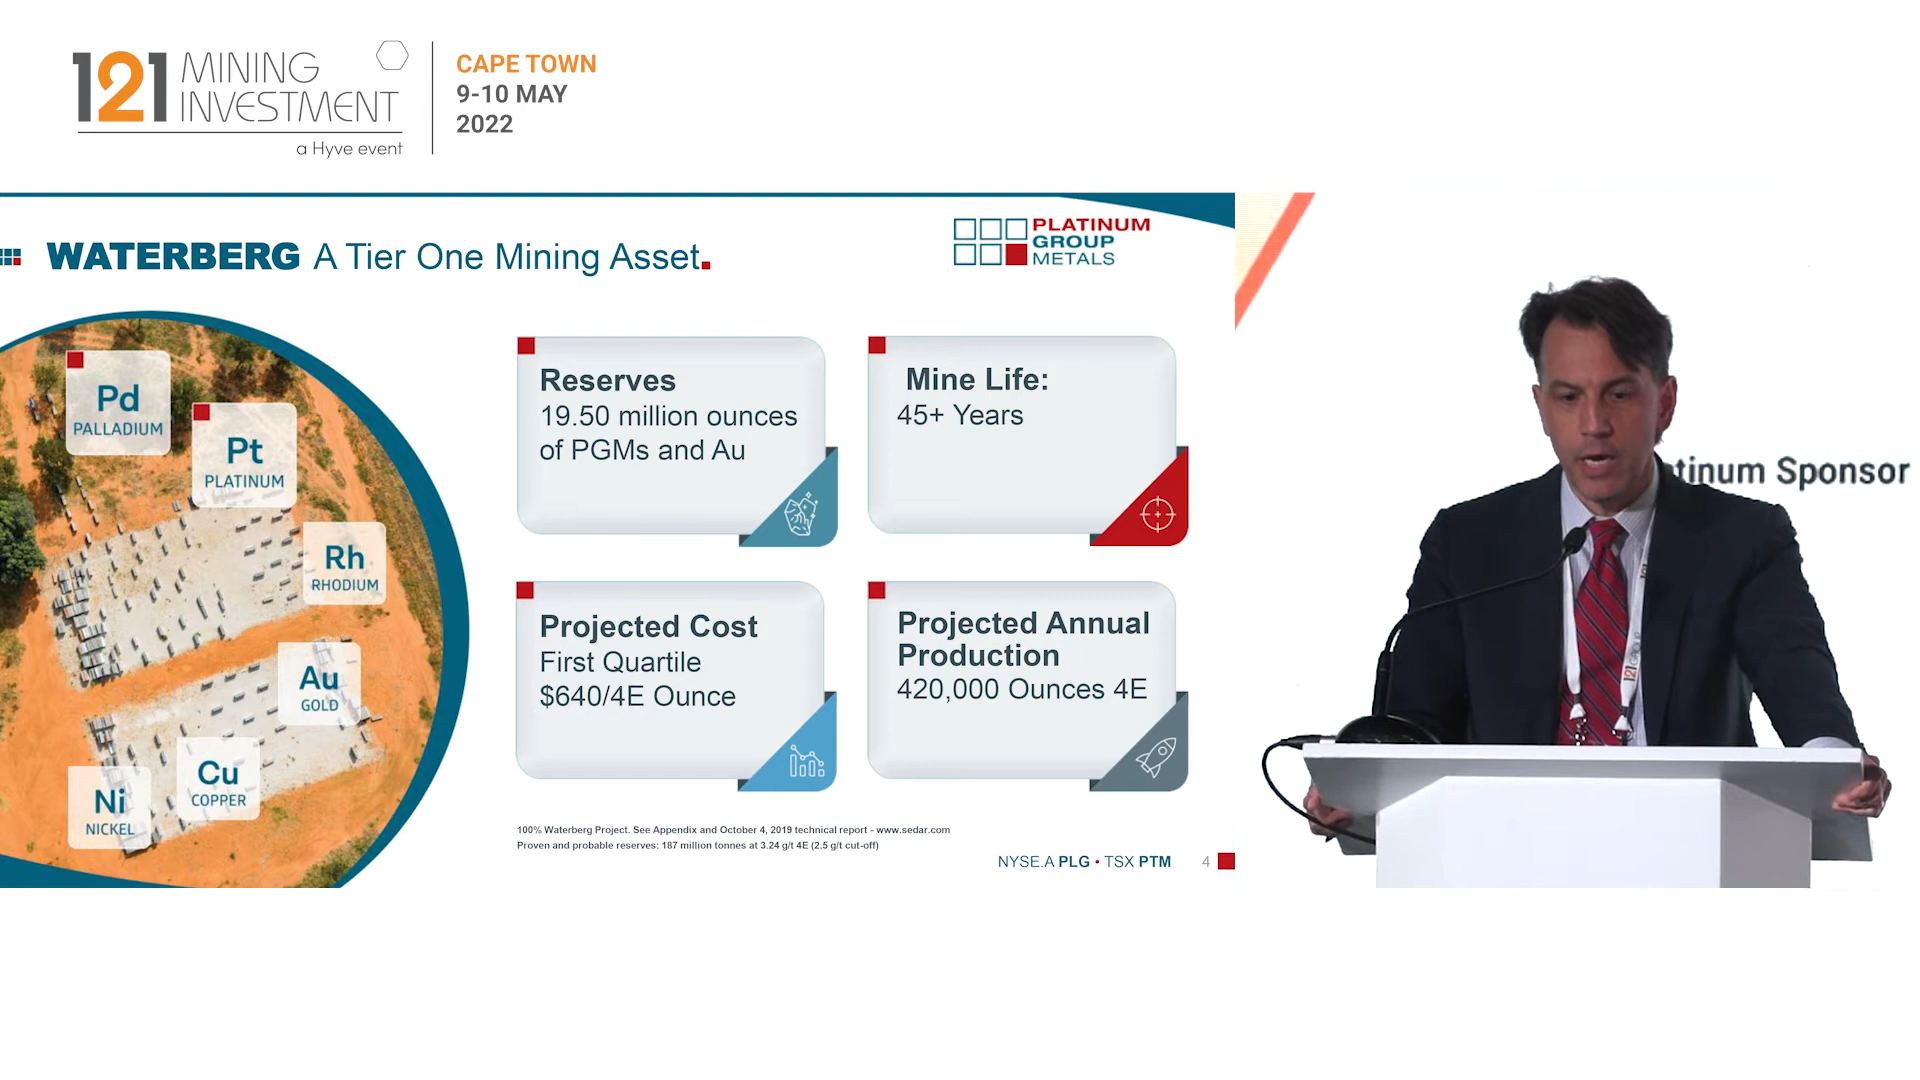 121 MINING
INVESTMENT
a Hyve event
CAPE TOWN
9-10 MAY
2022
WATERBERG A Tier One Mining Asset.
PLATINUM
GROUP
METALS
Pd
PALLADIUM
Pt
PLATINUM
Rh
RHODIUM
Au
GOLD
Cu
COPPER
Ni
NICKEL
Reserves
19.50 million ounces
of PGMs and Au
Mine Life:
45+ Years
Projected Cost
First Quartile
$640/4E Ounce
Projected Annual
Production
420,000 Ounces 4E
100% Waterberg Project. See Appendix and October 4, 2019 technical report - www.sedar.com
Proven and probable reserves: 187 million tonnes at 3.24 g/t 4E (2.5 g/t cut-off)
NYSE.A PLG • TSX PTM 4
tinum Sponsor
121 GROUP